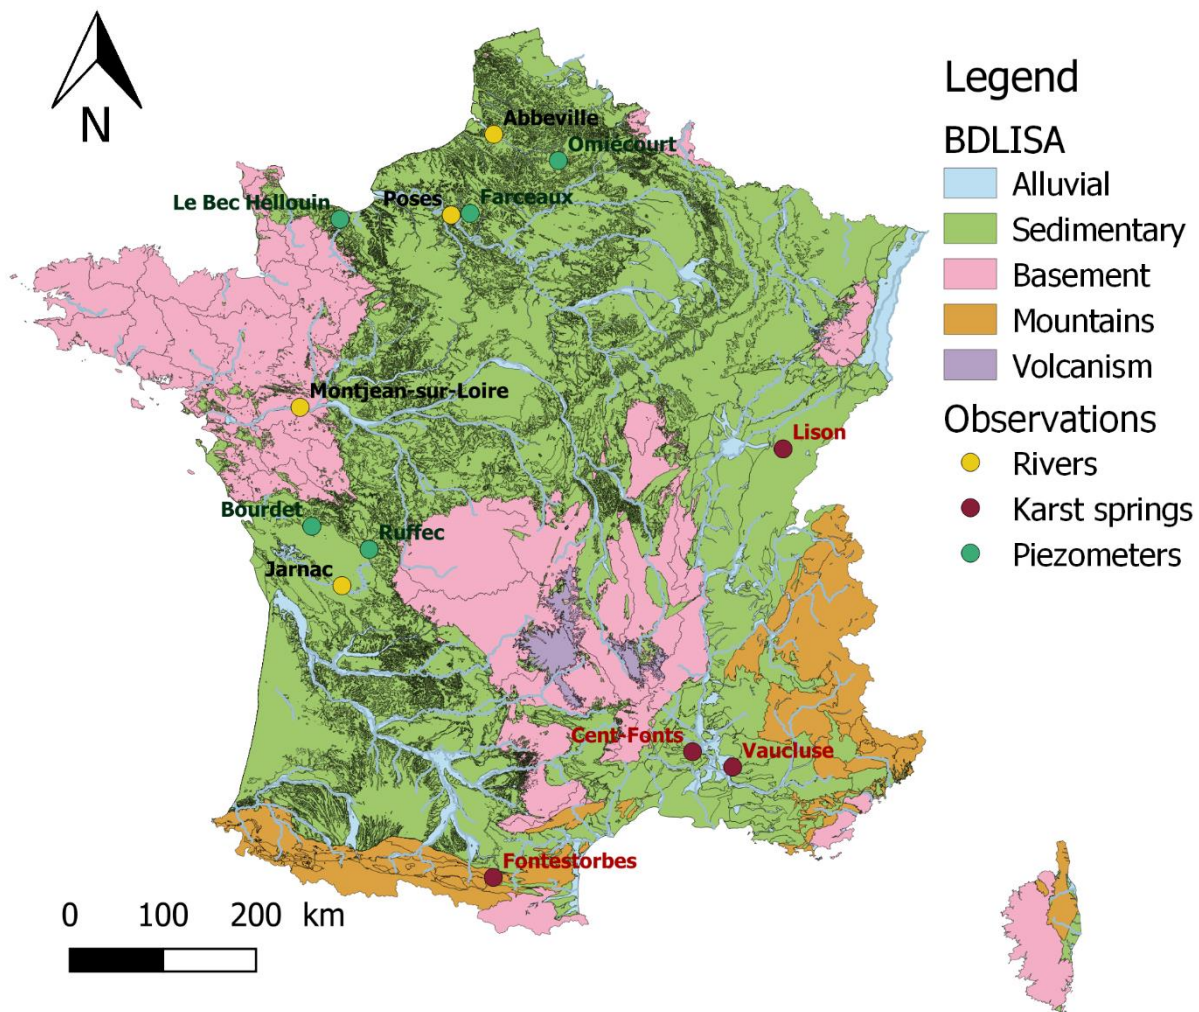 N
Abbeville
Omiécourt
Le Bec Hellouin
Poses
Farceaux
Montjean-sur-Loire
Lison
Bourdet
Ruffec
Jarnac
Cent-Fonts
Vaucluse
Fontestorbes
0 100 200 km
Legend
BDLISA
Alluvial
Sedimentary
Basement
Mountains
Volcanism
Observations
Rivers
Karst springs
Piezometers